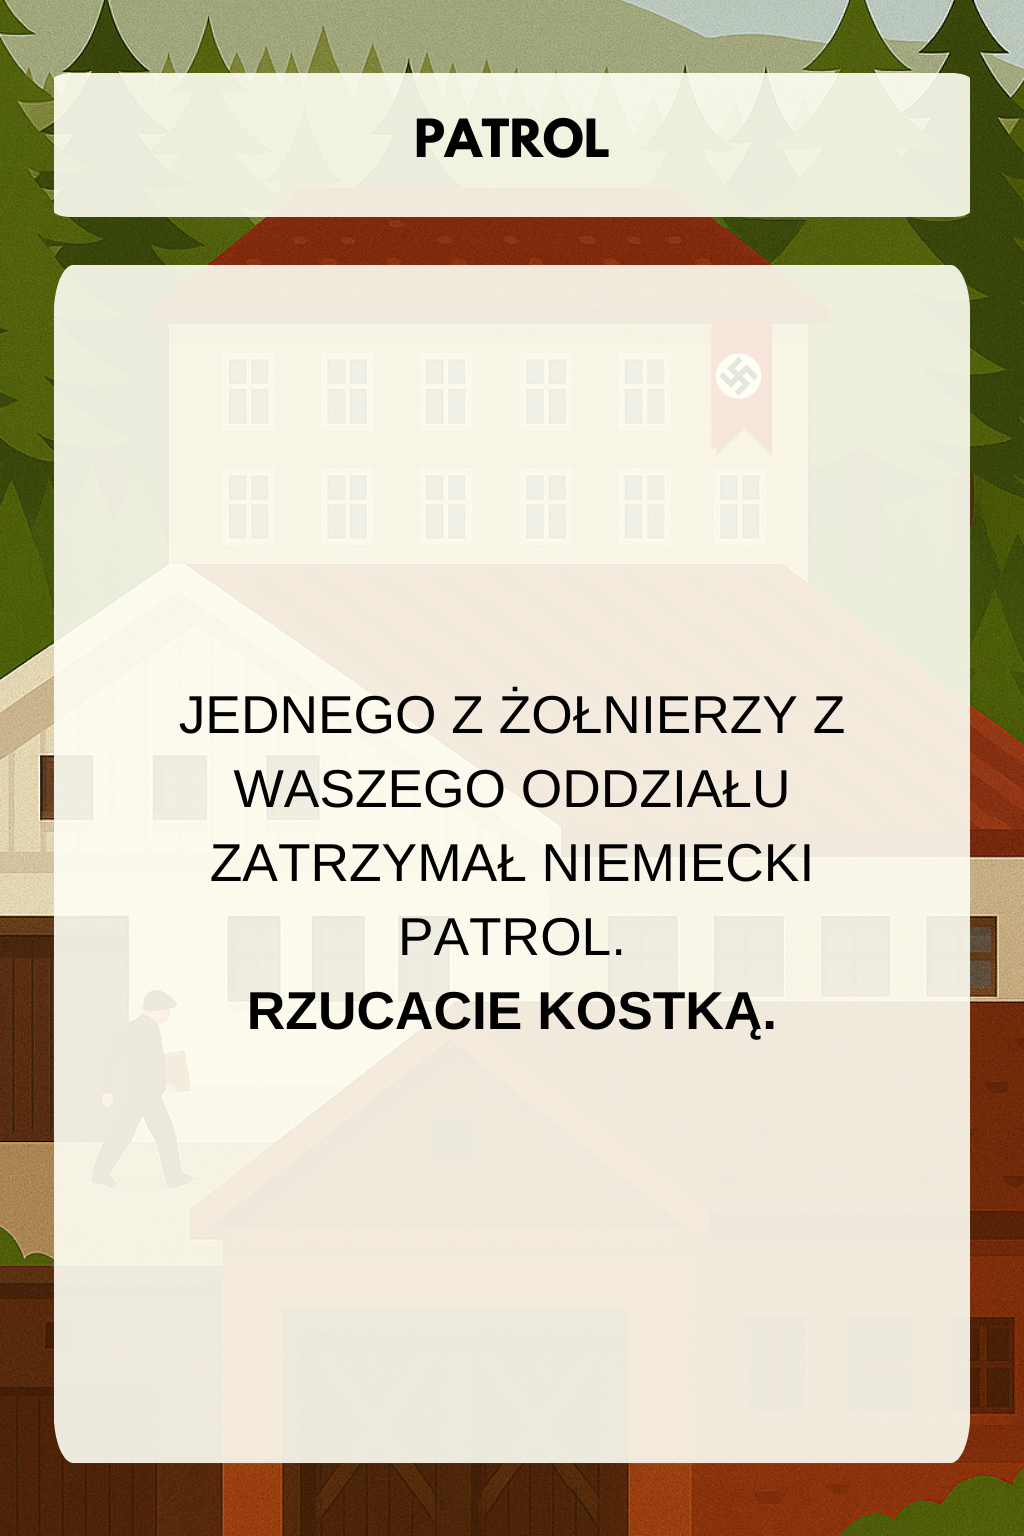 PATROL
JEDNEGO Z ŻOŁNIERZY Z
WASZEGO ODDZIAŁU
ZATRZYMAŁ NIEMIECKI
PATROL.
RZUCACIE KOSTKĄ.